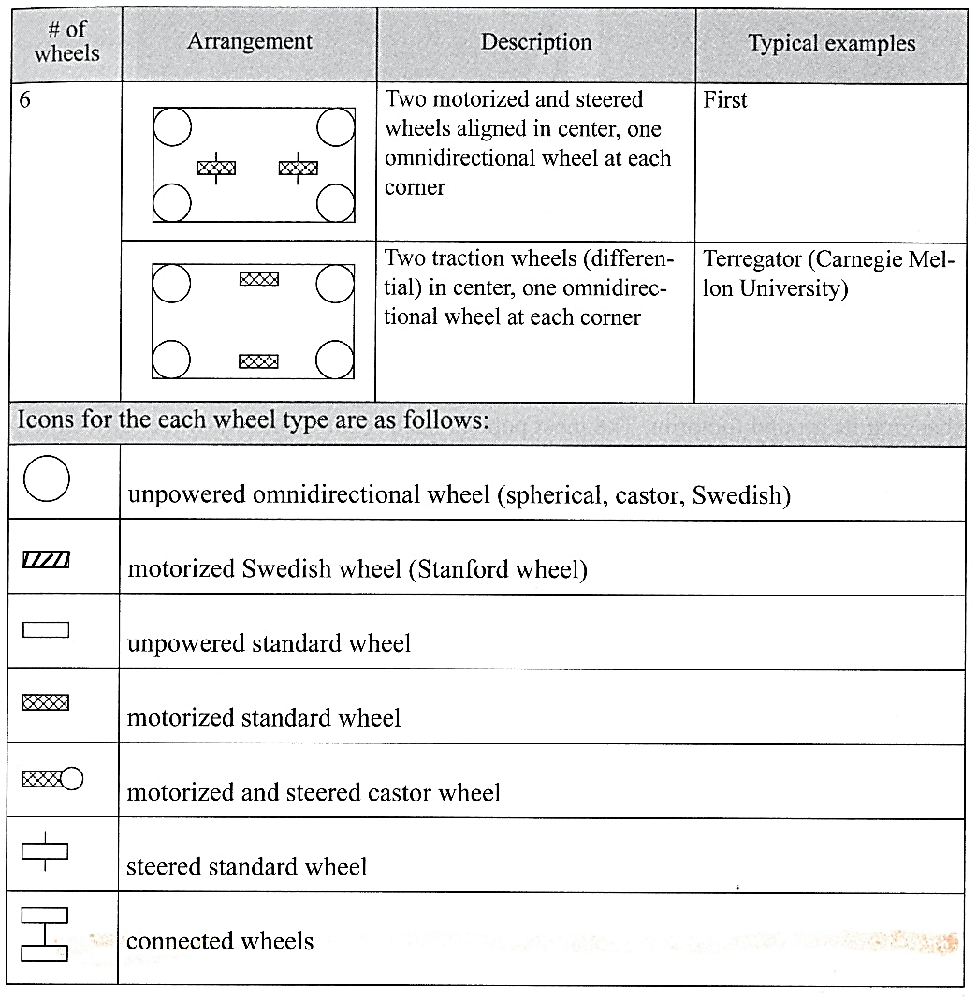 # of
wheels
Arrangement
Description
Typical examples
6
Two motorized and steered
wheels aligned in center, one
omnidirectional wheel at each
corner
First
Two traction wheels (differen-
tial) in center, one omnidirec-
tional wheel at each corner
Terregator (Carnegie Mel-
lon University)
Icons for the each wheel type are as follows:
unpowered omnidirectional wheel (spherical, castor, Swedish)
motorized Swedish wheel (Stanford wheel)
unpowered standard wheel
motorized standard wheel
motorized and steered castor wheel
steered standard wheel
connected wheels